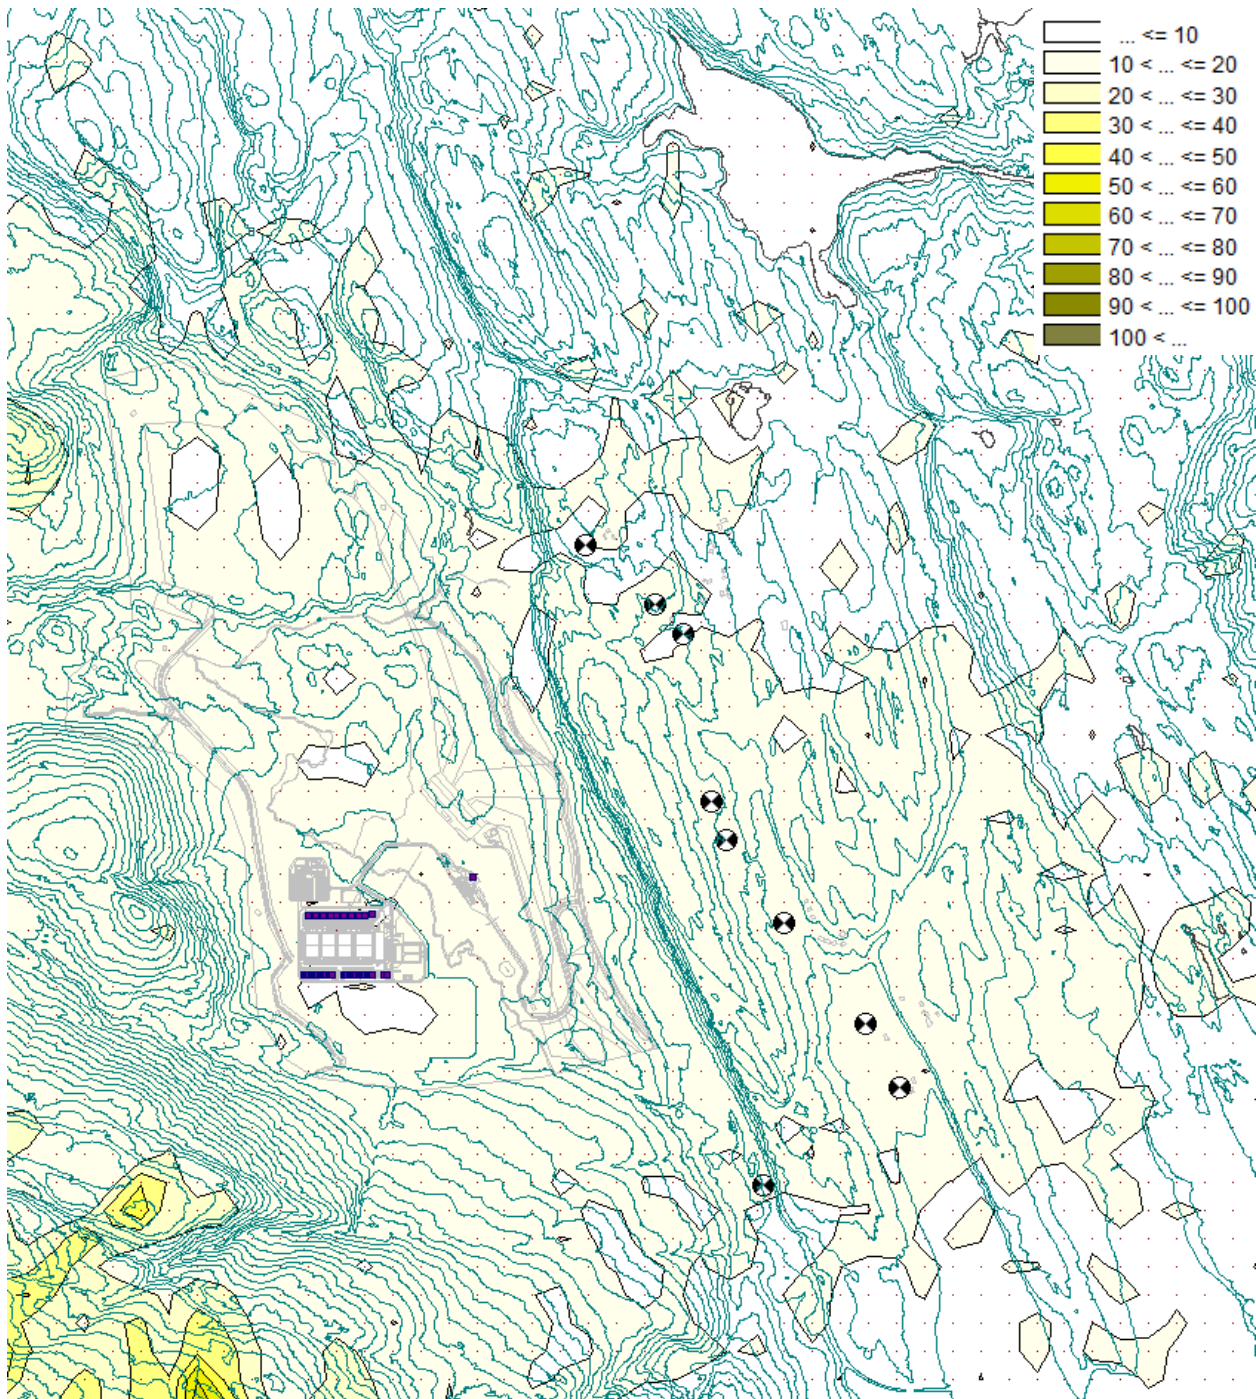 ... <= 10
10 < ... <= 20
20 < ... <= 30
30 < ... <= 40
40 < ... <= 50
50 < ... <= 60
60 < ... <= 70
70 < ... <= 80
80 < ... <= 90
90 < ... <= 100
100 < ...